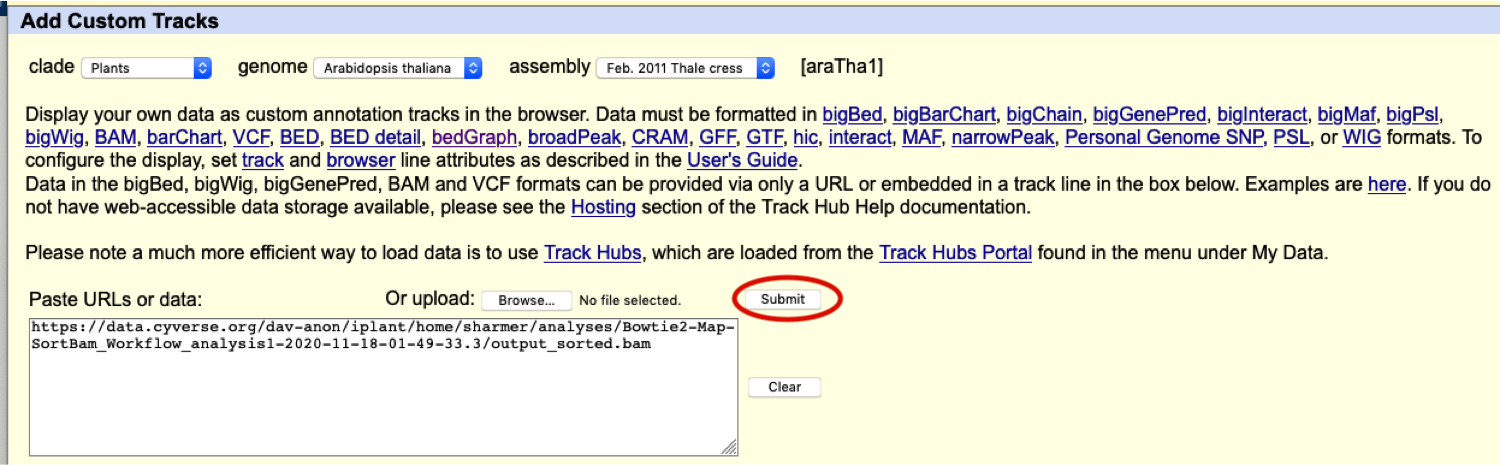 Add Custom Tracks
clade Plants genome Arabidopsis thaliana assembly Feb. 2011 Thale cress [araTha1]
Display your own data as custom annotation tracks in the browser. Data must be formatted in bigBed, bigBarChart, bigChain, bigGenePred, bigInteract, bigMaf, bigPsl,
bigWig, BAM, barChart, VCF, BED, BED detail, bedGraph, broadPeak, CRAM, GFF, GTF, hic, interact, MAF, narrowPeak, Personal Genome SNP, PSL, or WIG formats. To
configure the display, set track and browser line attributes as described in the User's Guide.
Data in the bigBed, bigWig, bigGenePred, BAM and VCF formats can be provided via only a URL or embedded in a track line in the box below. Examples are here. If you do
not have web-accessible data storage available, please see the Hosting section of the Track Hub Help documentation.
Please note a much more efficient way to load data is to use Track Hubs, which are loaded from the Track Hubs Portal found in the menu under My Data.
Paste URLs or data: Or upload: Browse... No file selected. Submit
https://data.cyverse.org/dav-anon/iplant/home/sharmer/analyses/Bowtie2-Map-
SortBam_Workflow_analysis1-2020-11-18-01-49-33.3/output_sorted.bam
Clear